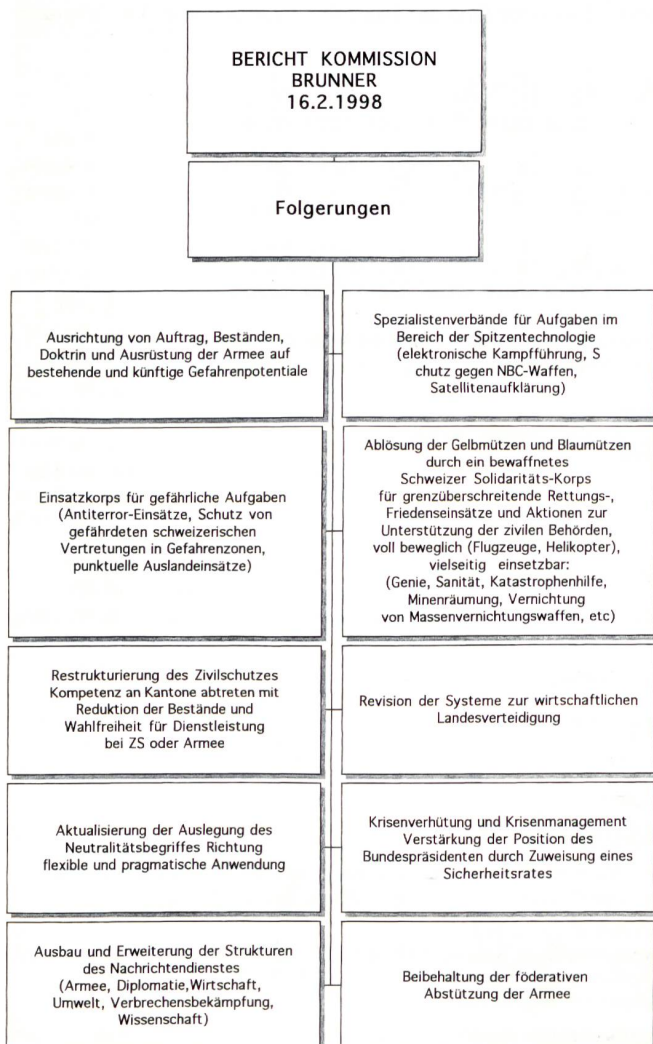 BERICHT KOMMISSION
BRUNNER
16.2.1998
Folgerungen
Ausrichtung von Auftrag, Beständen,
Doktrin und Ausrüstung der Armee auf
bestehende und künftige Gefahrenpotentiale
Spezialistenverbände für Aufgaben im
Bereich der Spitzentechnologie
(elektronische Kampfführung, S
chutz gegen NBC-Waffen,
Satellitenaufklärung)
Einsatzkorps für gefährliche Aufgaben
(Antiterror-Einsätze, Schutz von
gefährdeten schweizerischen
Vertretungen in Gefahrenzonen,
punktuelle Auslandeinsätze)
Ablösung der Gelbmützen und Blaumützen
durch ein bewaffnetes
Schweizer Solidaritäts-Korps
für grenzüberschreitende Rettungs-,
Friedenseinsätze und Aktionen zur
Unterstützung der zivilen Behörden,
voll beweglich (Flugzeuge, Helikopter),
vielseitig einsetzbar:
(Genie, Sanität, Katastrophenhilfe,
Minenräumung, Vernichtung
von Massenvernichtungswaffen, etc)
Restrukturierung des Zivilschutzes
Kompetenz an Kantone abtreten mit
Reduktion der Bestände und
Wahlfreiheit für Dienstleistung
bei ZS oder Armee
Revision der Systeme zur wirtschaftlichen
Landesverteidigung
Aktualisierung der Auslegung des
Neutralitätsbegriffes Richtung
flexible und pragmatische Anwendung
Krisenverhütung und Krisenmanagement
Verstärkung der Position des
Bundespräsidenten durch Zuweisung eines
Sicherheitsrates
Ausbau und Erweiterung der Strukturen
des Nachrichtendienstes
(Armee, Diplomatie,Wirtschaft,
Umwelt, Verbrechensbekämpfung,
Wissenschaft)
Beibehaltung der föderativen
Abstützung der Armee